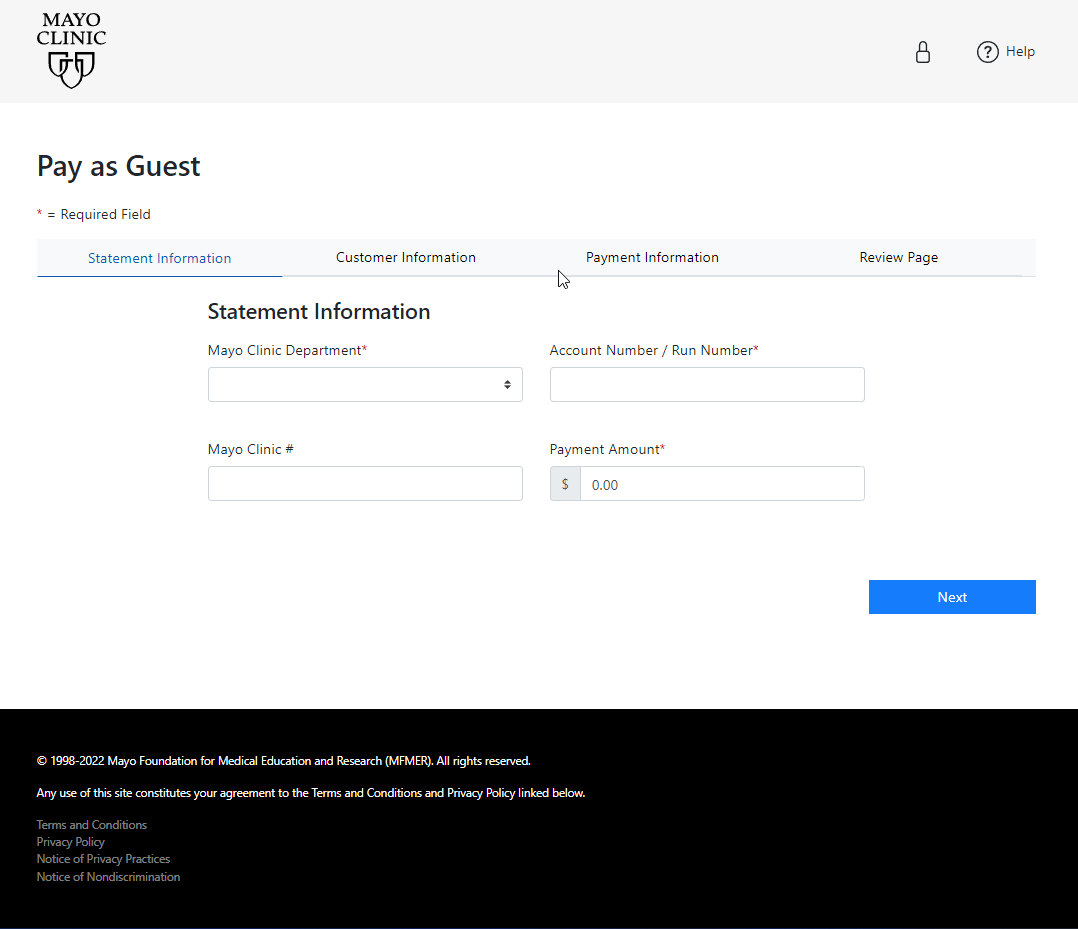 MAYO
CLINIC
? Help
Pay as Guest
* = Required Field
Statement Information Customer Information Payment Information Review Page
Statement Information
Mayo Clinic Department* Account Number / Run Number*
Mayo Clinic # Payment Amount*
$ 0.00
Next
© 1998-2022 Mayo Foundation for Medical Education and Research (MFMER). All rights reserved.
Any use of this site constitutes your agreement to the Terms and Conditions and Privacy Policy linked below.
Terms and Conditions
Privacy Policy
Notice of Privacy Practices
Notice of Nondiscrimination